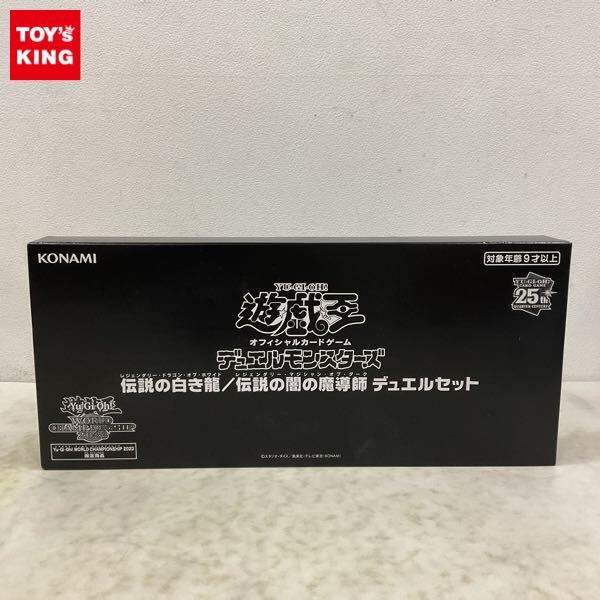 TOY's
KING
KONAMI
対象年齢9才以上
YU-GI-OH!
遊戯王
オフィシャルカードゲーム
デュエルモンスターズ
YU-GI-OH!
CARD GAME
25th
QUARTER CENTURY
レジェンダリー・ドラゴン・オブ・ホワイト レジェンダリー・マジシャン・オブ・ダーク
伝説の白き龍/伝説の闇の魔導師 デュエルセット
Yu-Gi-Oh!
WORLD
CHAMPIONSHIP
2023
Yu-Gi-Oh! WORLD CHAMPIONSHIP 2023
限定商品
©スタジオ・ダイス/集英社・テレビ東京・KONAMI